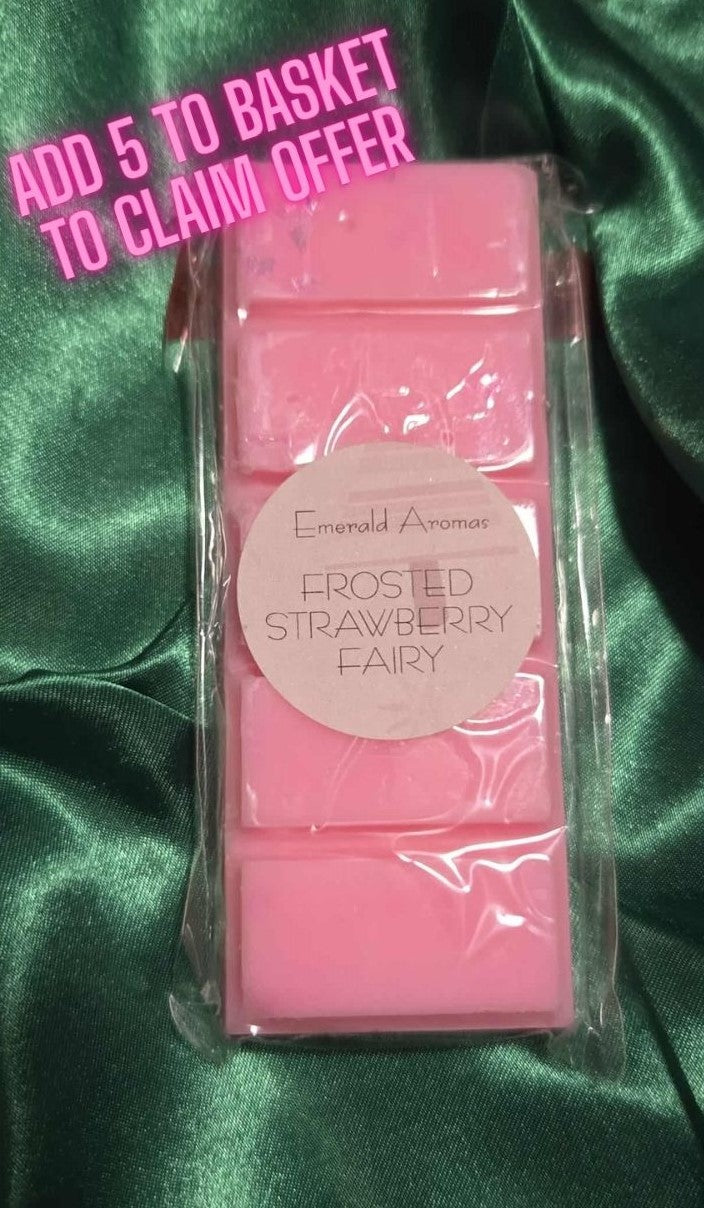 ADD 5 TO BASKET
TO CLAIM OFFER
Emerald Aromas
FROSTED
STRAWBERRY
FAIRY